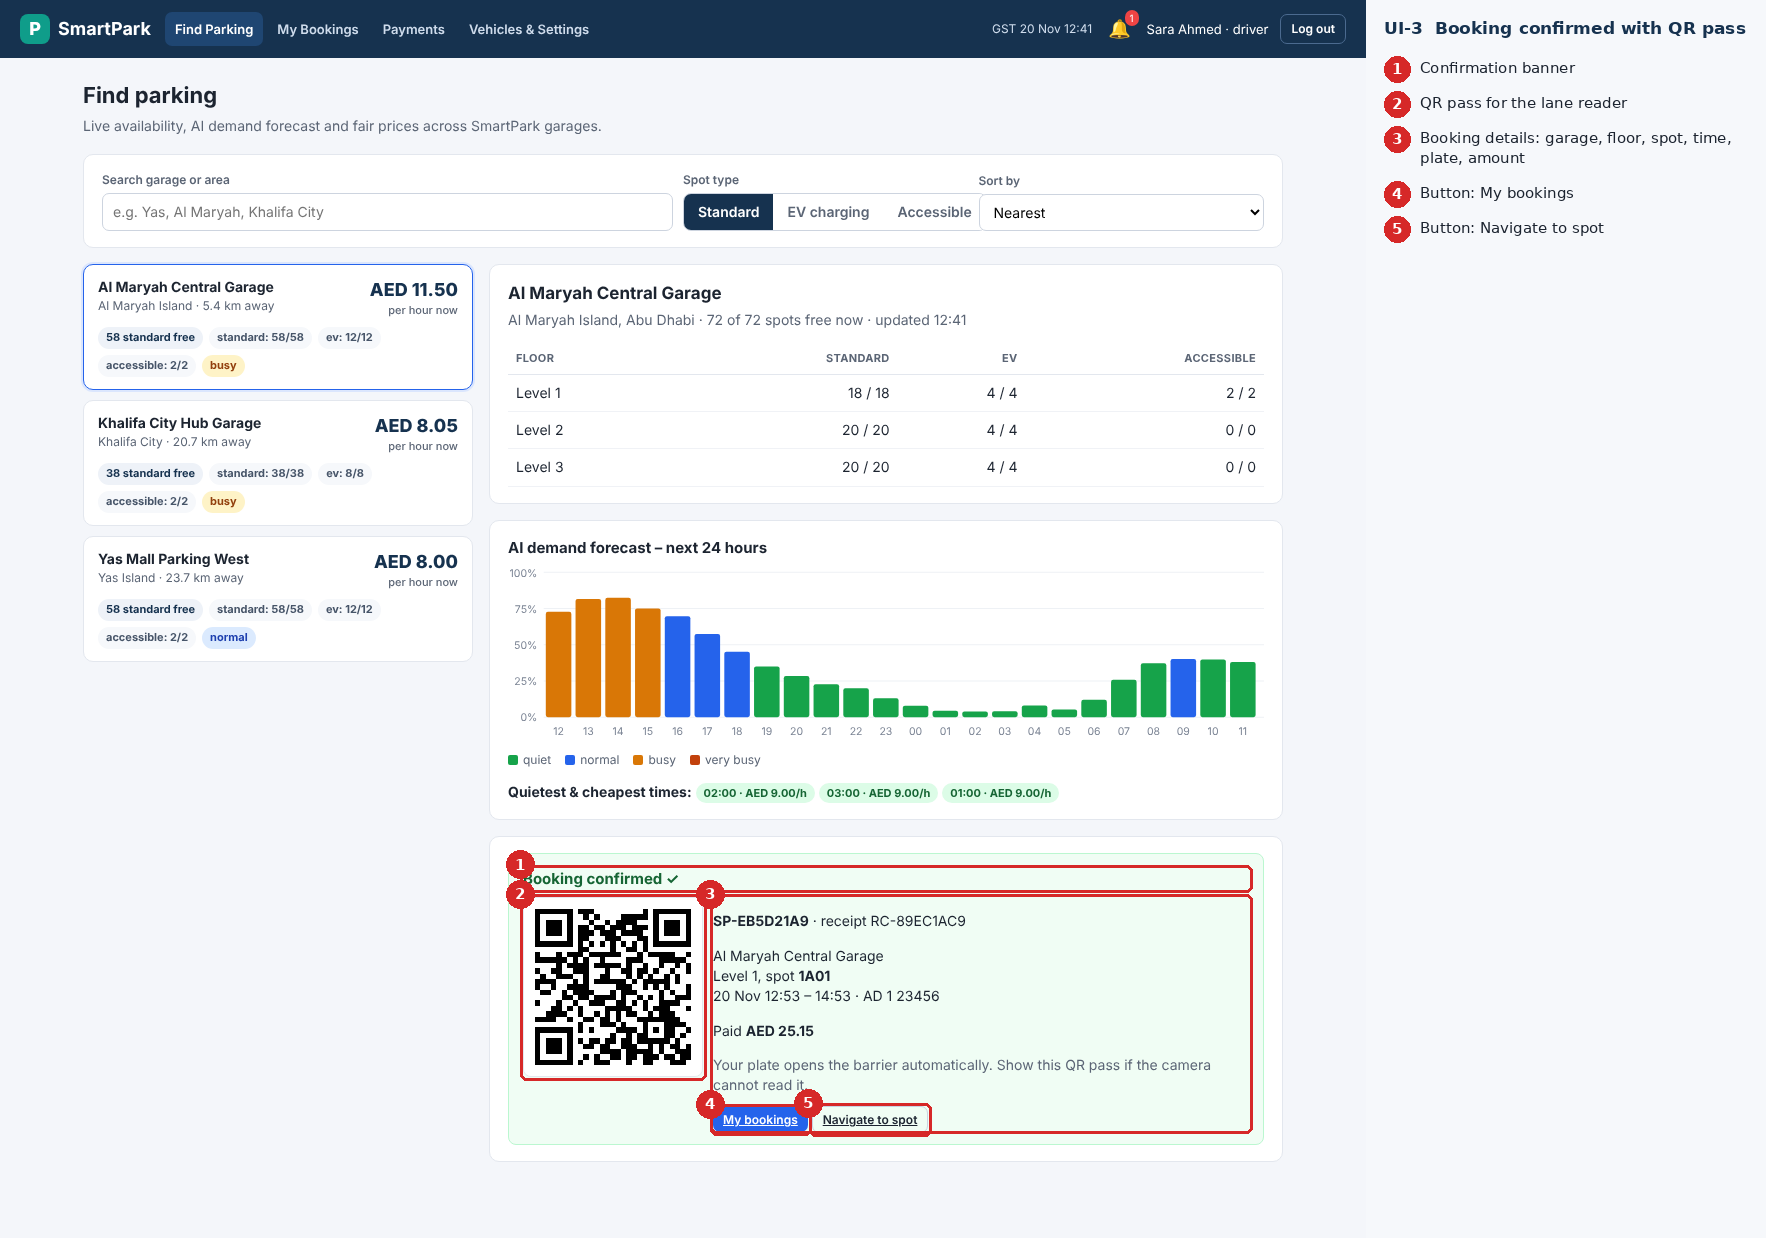 P SmartPark Find Parking My Bookings Payments Vehicles & Settings GST 20 Nov 12:41 1 Sara Ahmed · driver Log out
Find parking
Live availability, AI demand forecast and fair prices across SmartPark garages.
Search garage or area
e.g. Yas, Al Maryah, Khalifa City
Spot type
Standard EV charging Accessible
Sort by
Nearest
Al Maryah Central Garage AED 11.50
Al Maryah Island · 5.4 km away per hour now
58 standard free standard: 58/58 ev: 12/12
accessible: 2/2 busy
Khalifa City Hub Garage AED 8.05
Khalifa City · 20.7 km away per hour now
38 standard free standard: 38/38 ev: 8/8
accessible: 2/2 busy
Yas Mall Parking West AED 8.00
Yas Island · 23.7 km away per hour now
58 standard free standard: 58/58 ev: 12/12
accessible: 2/2 normal
Al Maryah Central Garage
Al Maryah Island, Abu Dhabi · 72 of 72 spots free now · updated 12:41
FLOOR STANDARD EV ACCESSIBLE
Level 1 18 / 18 4 / 4 2 / 2
Level 2 20 / 20 4 / 4 0 / 0
Level 3 20 / 20 4 / 4 0 / 0
AI demand forecast – next 24 hours
100%
75%
50%
25%
0%
12 13 14 15 16 17 18 19 20 21 22 23 00 01 02 03 04 05 06 07 08 09 10 11
quiet normal busy very busy
Quietest & cheapest times: 02:00 · AED 9.00/h 03:00 · AED 9.00/h 01:00 · AED 9.00/h
1
Booking confirmed ✓
2
3
SP-EB5D21A9 · receipt RC-89EC1AC9
Al Maryah Central Garage
Level 1, spot 1A01
20 Nov 12:53 – 14:53 · AD 1 23456
Paid AED 25.15
Your plate opens the barrier automatically. Show this QR pass if the camera
cannot read it.
4 My bookings 5 Navigate to spot
UI-3 Booking confirmed with QR pass
1 Confirmation banner
2 QR pass for the lane reader
3 Booking details: garage, floor, spot, time,
plate, amount
4 Button: My bookings
5 Button: Navigate to spot